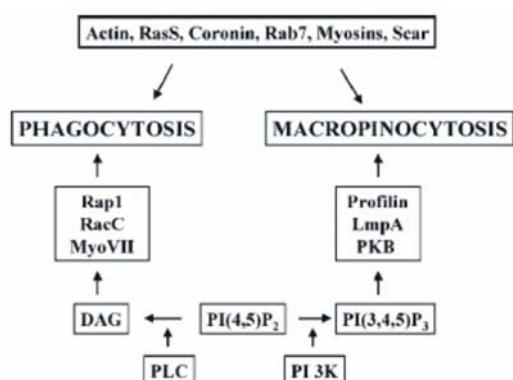 Actin, RasS, Coronin, Rab7, Myosins, Scar
PHAGOCYTOSIS
MACROPINOCYTOSIS
Rap1
RacC
MyoVII
Profilin
LmpA
PKB
DAG
PI(4,5)P₂
PI(3,4,5)P₃
PLC
PI 3K